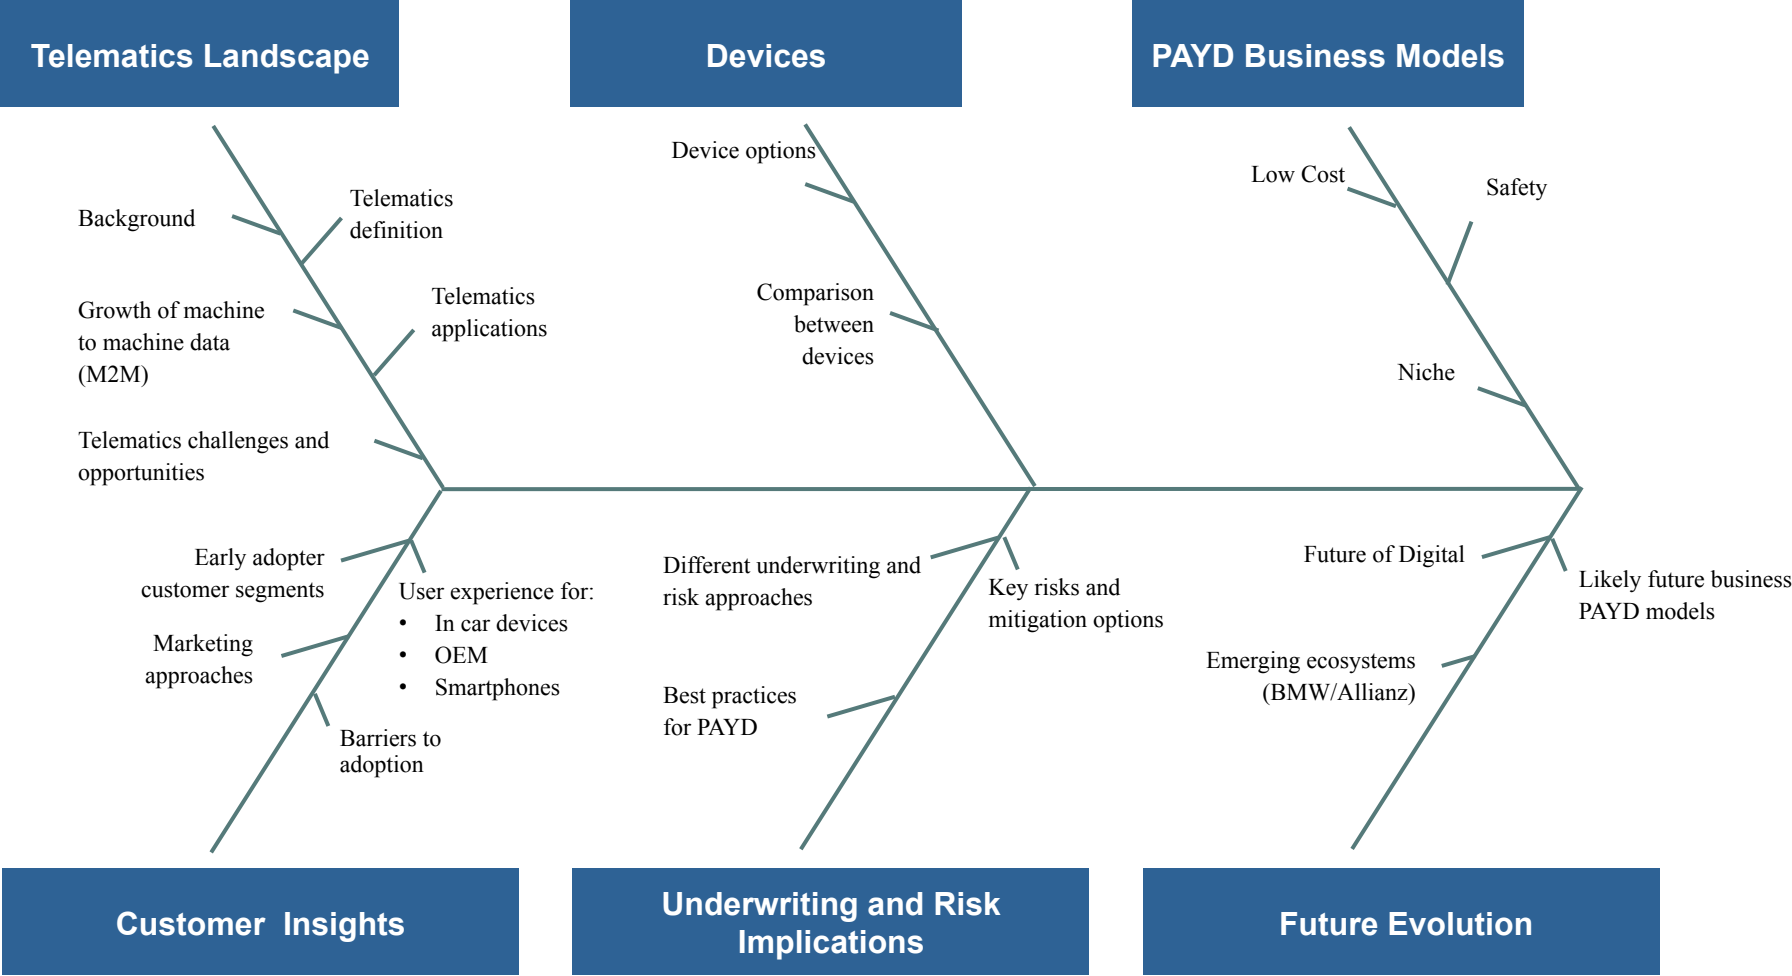 Telematics Landscape
Devices
PAYD Business Models
Background
Telematics
definition
Growth of machine
to machine data
(M2M)
Telematics
applications
Telematics challenges and
opportunities
Device options
Comparison
between
devices
Low Cost
Safety
Niche
Early adopter
customer segments
User experience for:
• In car devices
• OEM
• Smartphones
Marketing
approaches
Barriers to
adoption
Different underwriting and
risk approaches
Key risks and
mitigation options
Best practices
for PAYD
Future of Digital
Likely future business
PAYD models
Emerging ecosystems
(BMW/Allianz)
Customer Insights
Underwriting and Risk
Implications
Future Evolution